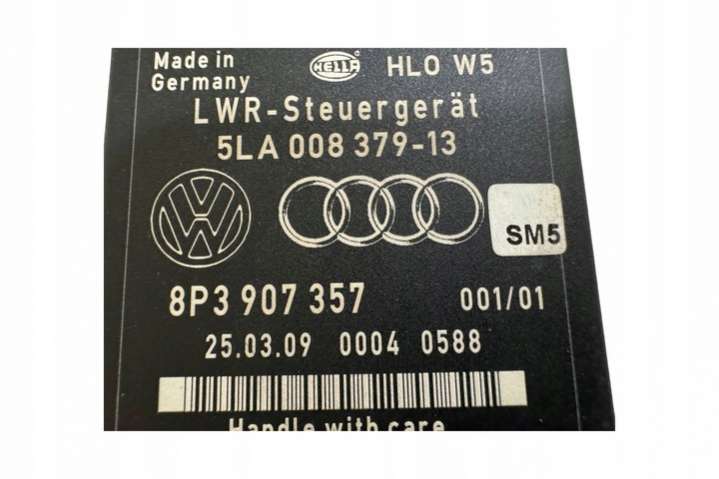 Made in
Germany
HELLA
HLO W5
LWR-Steuergerät
5LA 008 379-13
SM5
8P3 907 357 001/01
25.03.09 0004 0588
Handle with care